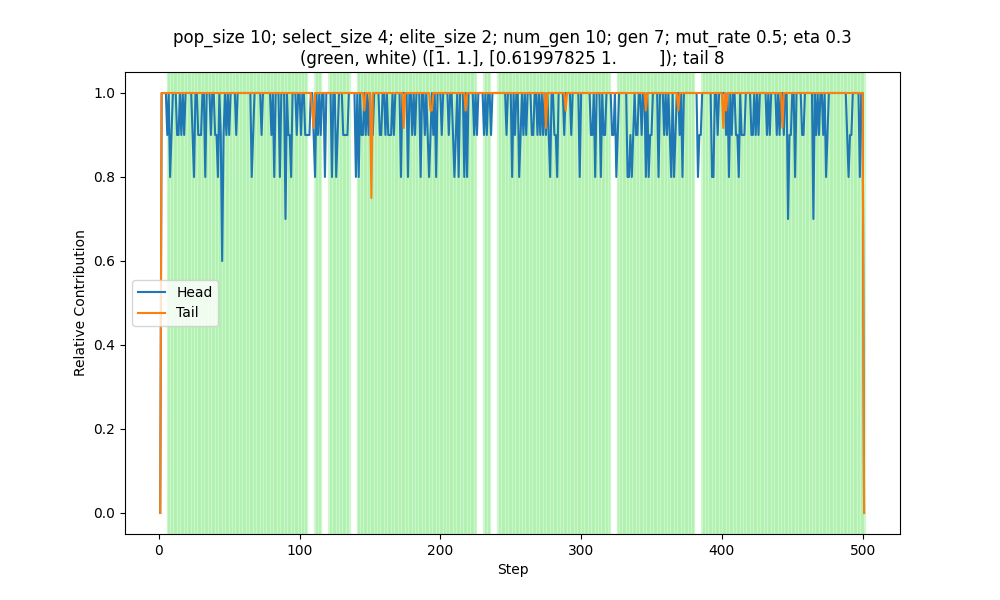 pop_size 10; select_size 4; elite_size 2; num_gen 10; gen 7; mut_rate 0.5; eta 0.3
(green, white) ([1. 1.], [0.61997825 1.         ]); tail 8
1.0
0.8
0.6
0.4
0.2
0.0
Relative Contribution
Head
Tail
0 100 200 300 400 500
Step